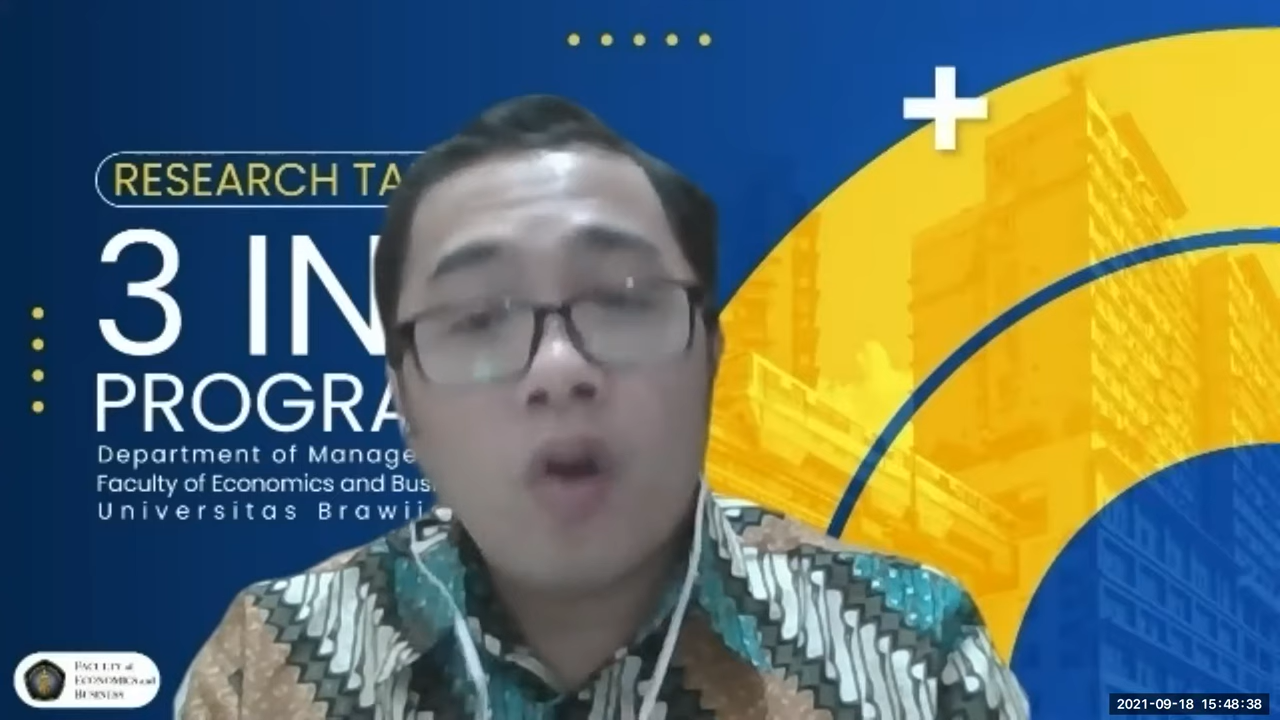 RESEARCH TA
3 IN
PROGRA
Department of Manage
Faculty of Economics and Busi
Universitas Brawij
FACULTY of
ECONOMICS and
BUSINESS
2021-09-18 15:48:38